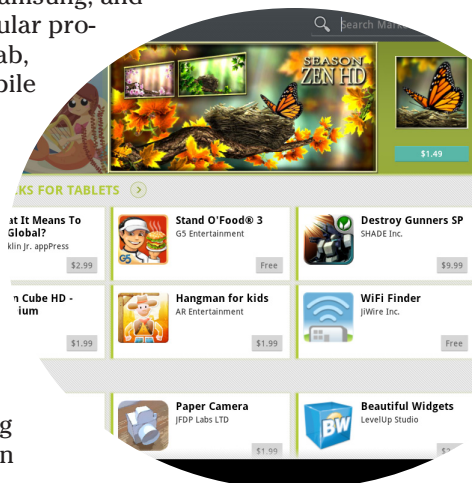 amsung, and
ular pro-
ab,
bile
Search Mark
SEASON
ZEN HD
$1.49
KS FOR TABLETS
at It Means To
Global?
klin Jr. appPress
$2.99
Stand O'Food® 3
G5 Entertainment
Free
Destroy Gunners SP
SHADE Inc.
$9.99
n Cube HD -
ium
$1.99
Hangman for kids
AR Entertainment
$1.99
WiFi Finder
JiWire Inc.
Free
Paper Camera
JFDP Labs LTD
$1.99
BW
Beautiful Widgets
LevelUp Studio
g
n